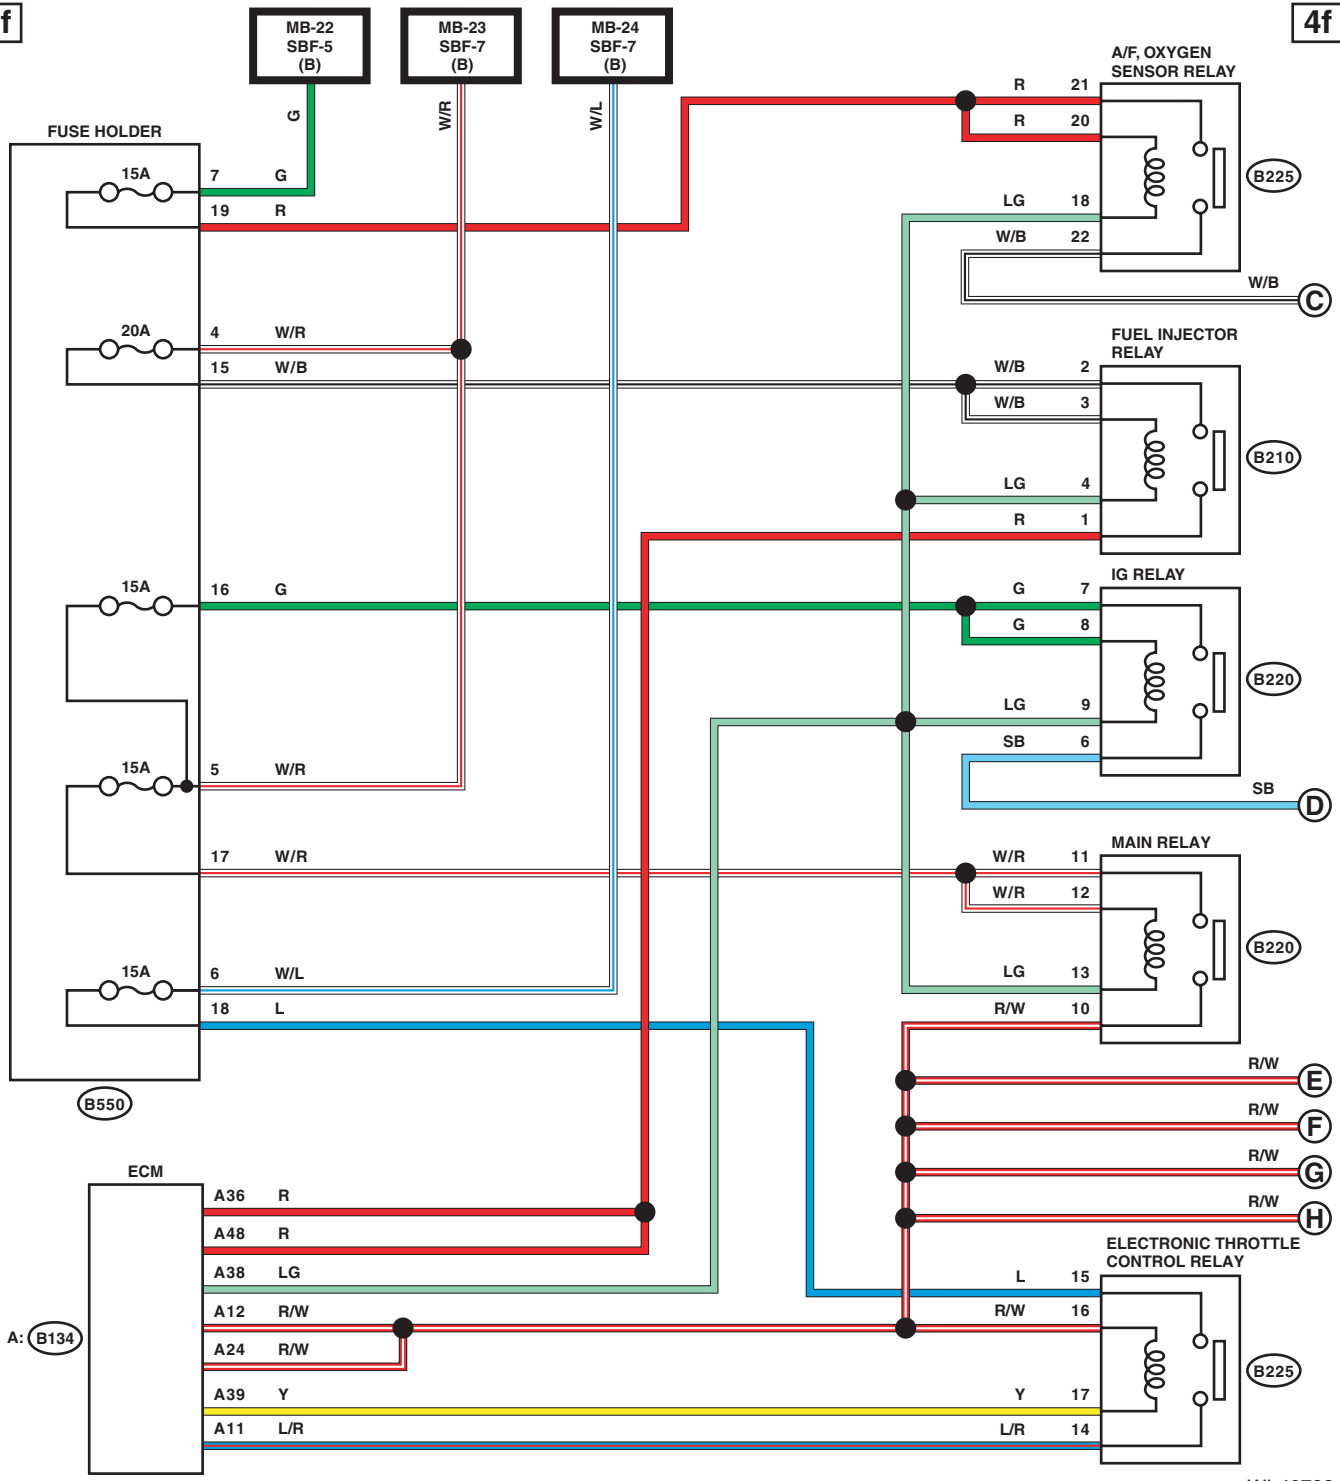 f
4f
MB-22
SBF-5
(B)
MB-23
SBF-7
(B)
MB-24
SBF-7
(B)
G
W/R
W/L
FUSE HOLDER
15A
7 G
19 R
20A
4 W/R
15 W/B
15A
16 G
15A
5 W/R
17 W/R
15A
6 W/L
18 L
B550
A/F, OXYGEN
SENSOR RELAY
R 21
R 20
LG 18
W/B 22
B225
W/B
C
FUEL INJECTOR
RELAY
W/B 2
W/B 3
LG 4
R 1
B210
IG RELAY
G 7
G 8
LG 9
SB 6
B220
SB
D
MAIN RELAY
W/R 11
W/R 12
LG 13
R/W 10
B220
R/W
E
R/W
F
R/W
G
R/W
H
ECM
A36 R
A48 R
A38 LG
A12 R/W
A24 R/W
A39 Y
A11 L/R
A: B134
ELECTRONIC THROTTLE
CONTROL RELAY
L 15
R/W 16
Y 17
L/R 14
B225